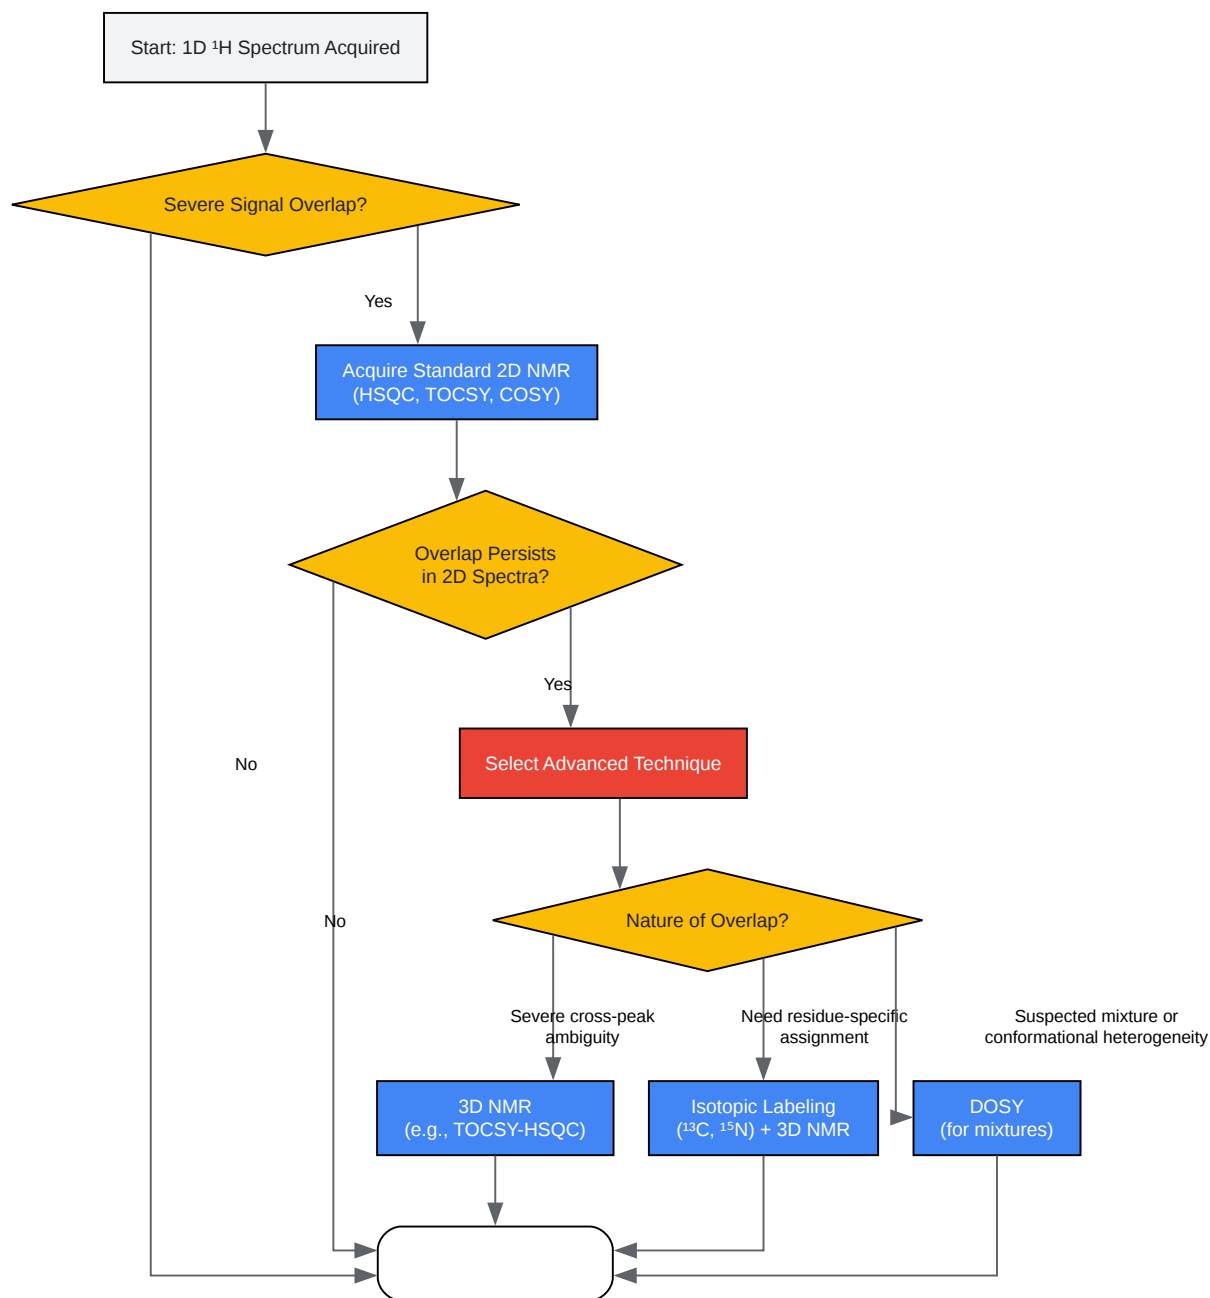 Start: 1D ¹H Spectrum Acquired
Severe Signal Overlap?
Yes
Acquire Standard 2D NMR
(HSQC, TOCSY, COSY)
Overlap Persists
in 2D Spectra?
Yes
No
Select Advanced Technique
No
Nature of Overlap?
Severe cross-peak
ambiguity
Need residue-specific
assignment
Suspected mixture or
conformational heterogeneity
3D NMR
(e.g., TOCSY-HSQC)
Isotopic Labeling
(¹³C, ¹⁵N) + 3D NMR
DOSY
(for mixtures)